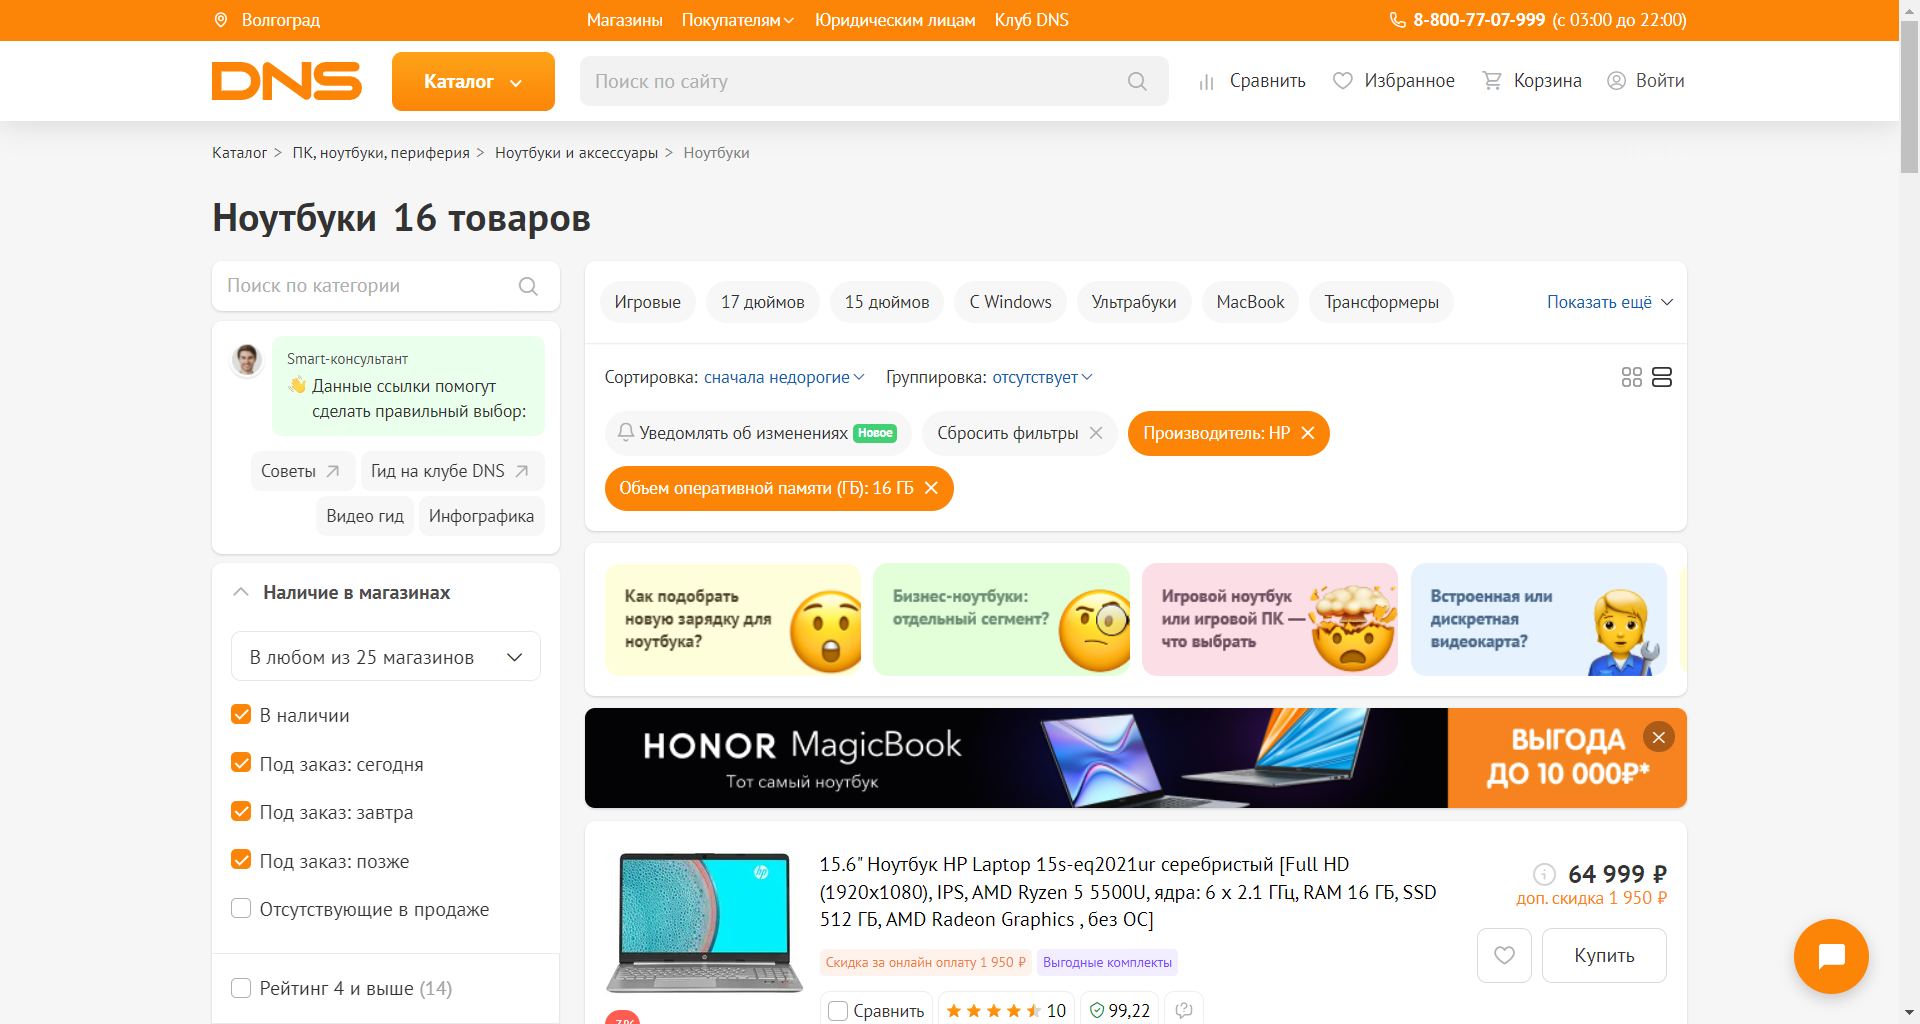 Волгоград
Магазины
Покупателям
Юридическим лицам
Клуб DNS
8-800-77-07-999 (с 03:00 до 22:00)
DNS
Каталог
Поиск по сайту
Сравнить
Избранное
Корзина
Войти
Каталог > ПК, ноутбуки, периферия > Ноутбуки и аксессуары > Ноутбуки
Ноутбуки 16 товаров
Поиск по категории
Smart-консультант
👋 Данные ссылки помогут
сделать правильный выбор:
Советы
Гид на клубе DNS
Видео гид
Инфографика
Наличие в магазинах
В любом из 25 магазинов
В наличии
Под заказ: сегодня
Под заказ: завтра
Под заказ: позже
Отсутствующие в продаже
Рейтинг 4 и выше (14)
Игровые
17 дюймов
15 дюймов
С Windows
Ультрабуки
MacBook
Трансформеры
Показать ещё
Сортировка: сначала недорогие
Группировка: отсутствует
Уведомлять об изменениях Новое
Сбросить фильтры
Производитель: HP
Объем оперативной памяти (ГБ): 16 ГБ
Как подобрать
новую зарядку для
ноутбука?
Бизнес-ноутбуки:
отдельный сегмент?
Игровой ноутбук
или игровой ПК —
что выбрать
Встроенная или
дискретная
видеокарта?
HONOR MagicBook
Тот самый ноутбук
ВЫГОДА
ДО 10 000₽*
hp
-3%
15.6" Ноутбук HP Laptop 15s-eq2021ur серебристый [Full HD
(1920x1080), IPS, AMD Ryzen 5 5500U, ядра: 6 х 2.1 ГГц, RAM 16 ГБ, SSD
512 ГБ, AMD Radeon Graphics , без ОС]
Скидка за онлайн оплату 1 950 ₽
Выгодные комплекты
Сравнить
10
99,22
64 999 ₽
доп. скидка 1 950 ₽
Купить